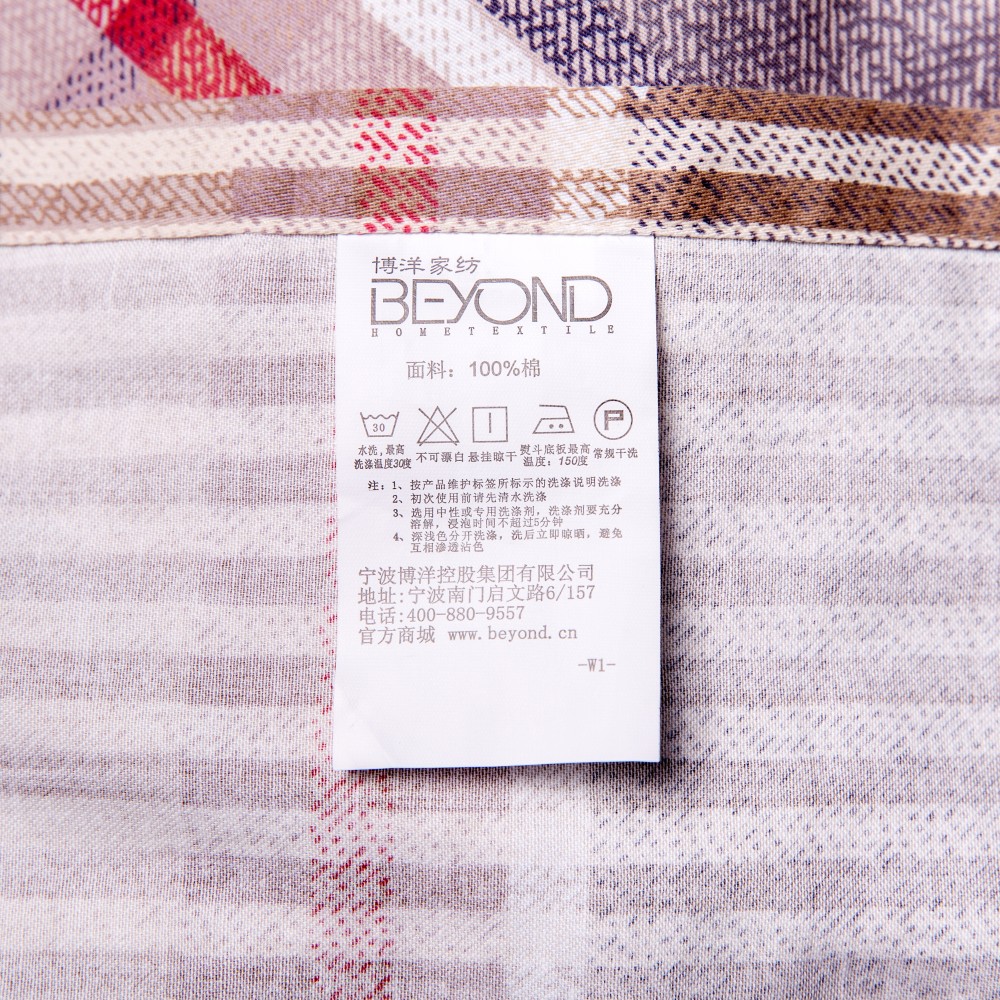 博洋家纺
BEYOND
HOMETEXTILE
面料：100%棉
30
P
水洗，最高
洗涤温度30度
不可漂白
悬挂晾干
熨斗底板最高
温度：150度
常规干洗
注：1、按产品维护标签所标示的洗涤说明洗涤
2、初次使用前请先清水洗涤
3、选用中性或专用洗涤剂，洗涤剂要充分
溶解，浸泡时间不超过5分钟
4、深浅色分开洗涤，洗后立即晾晒，避免
互相渗透沾色
宁波博洋控股集团有限公司
地址:宁波南门启文路6/157
电话:400-880-9557
官方商城 www.beyond.cn
-W1-